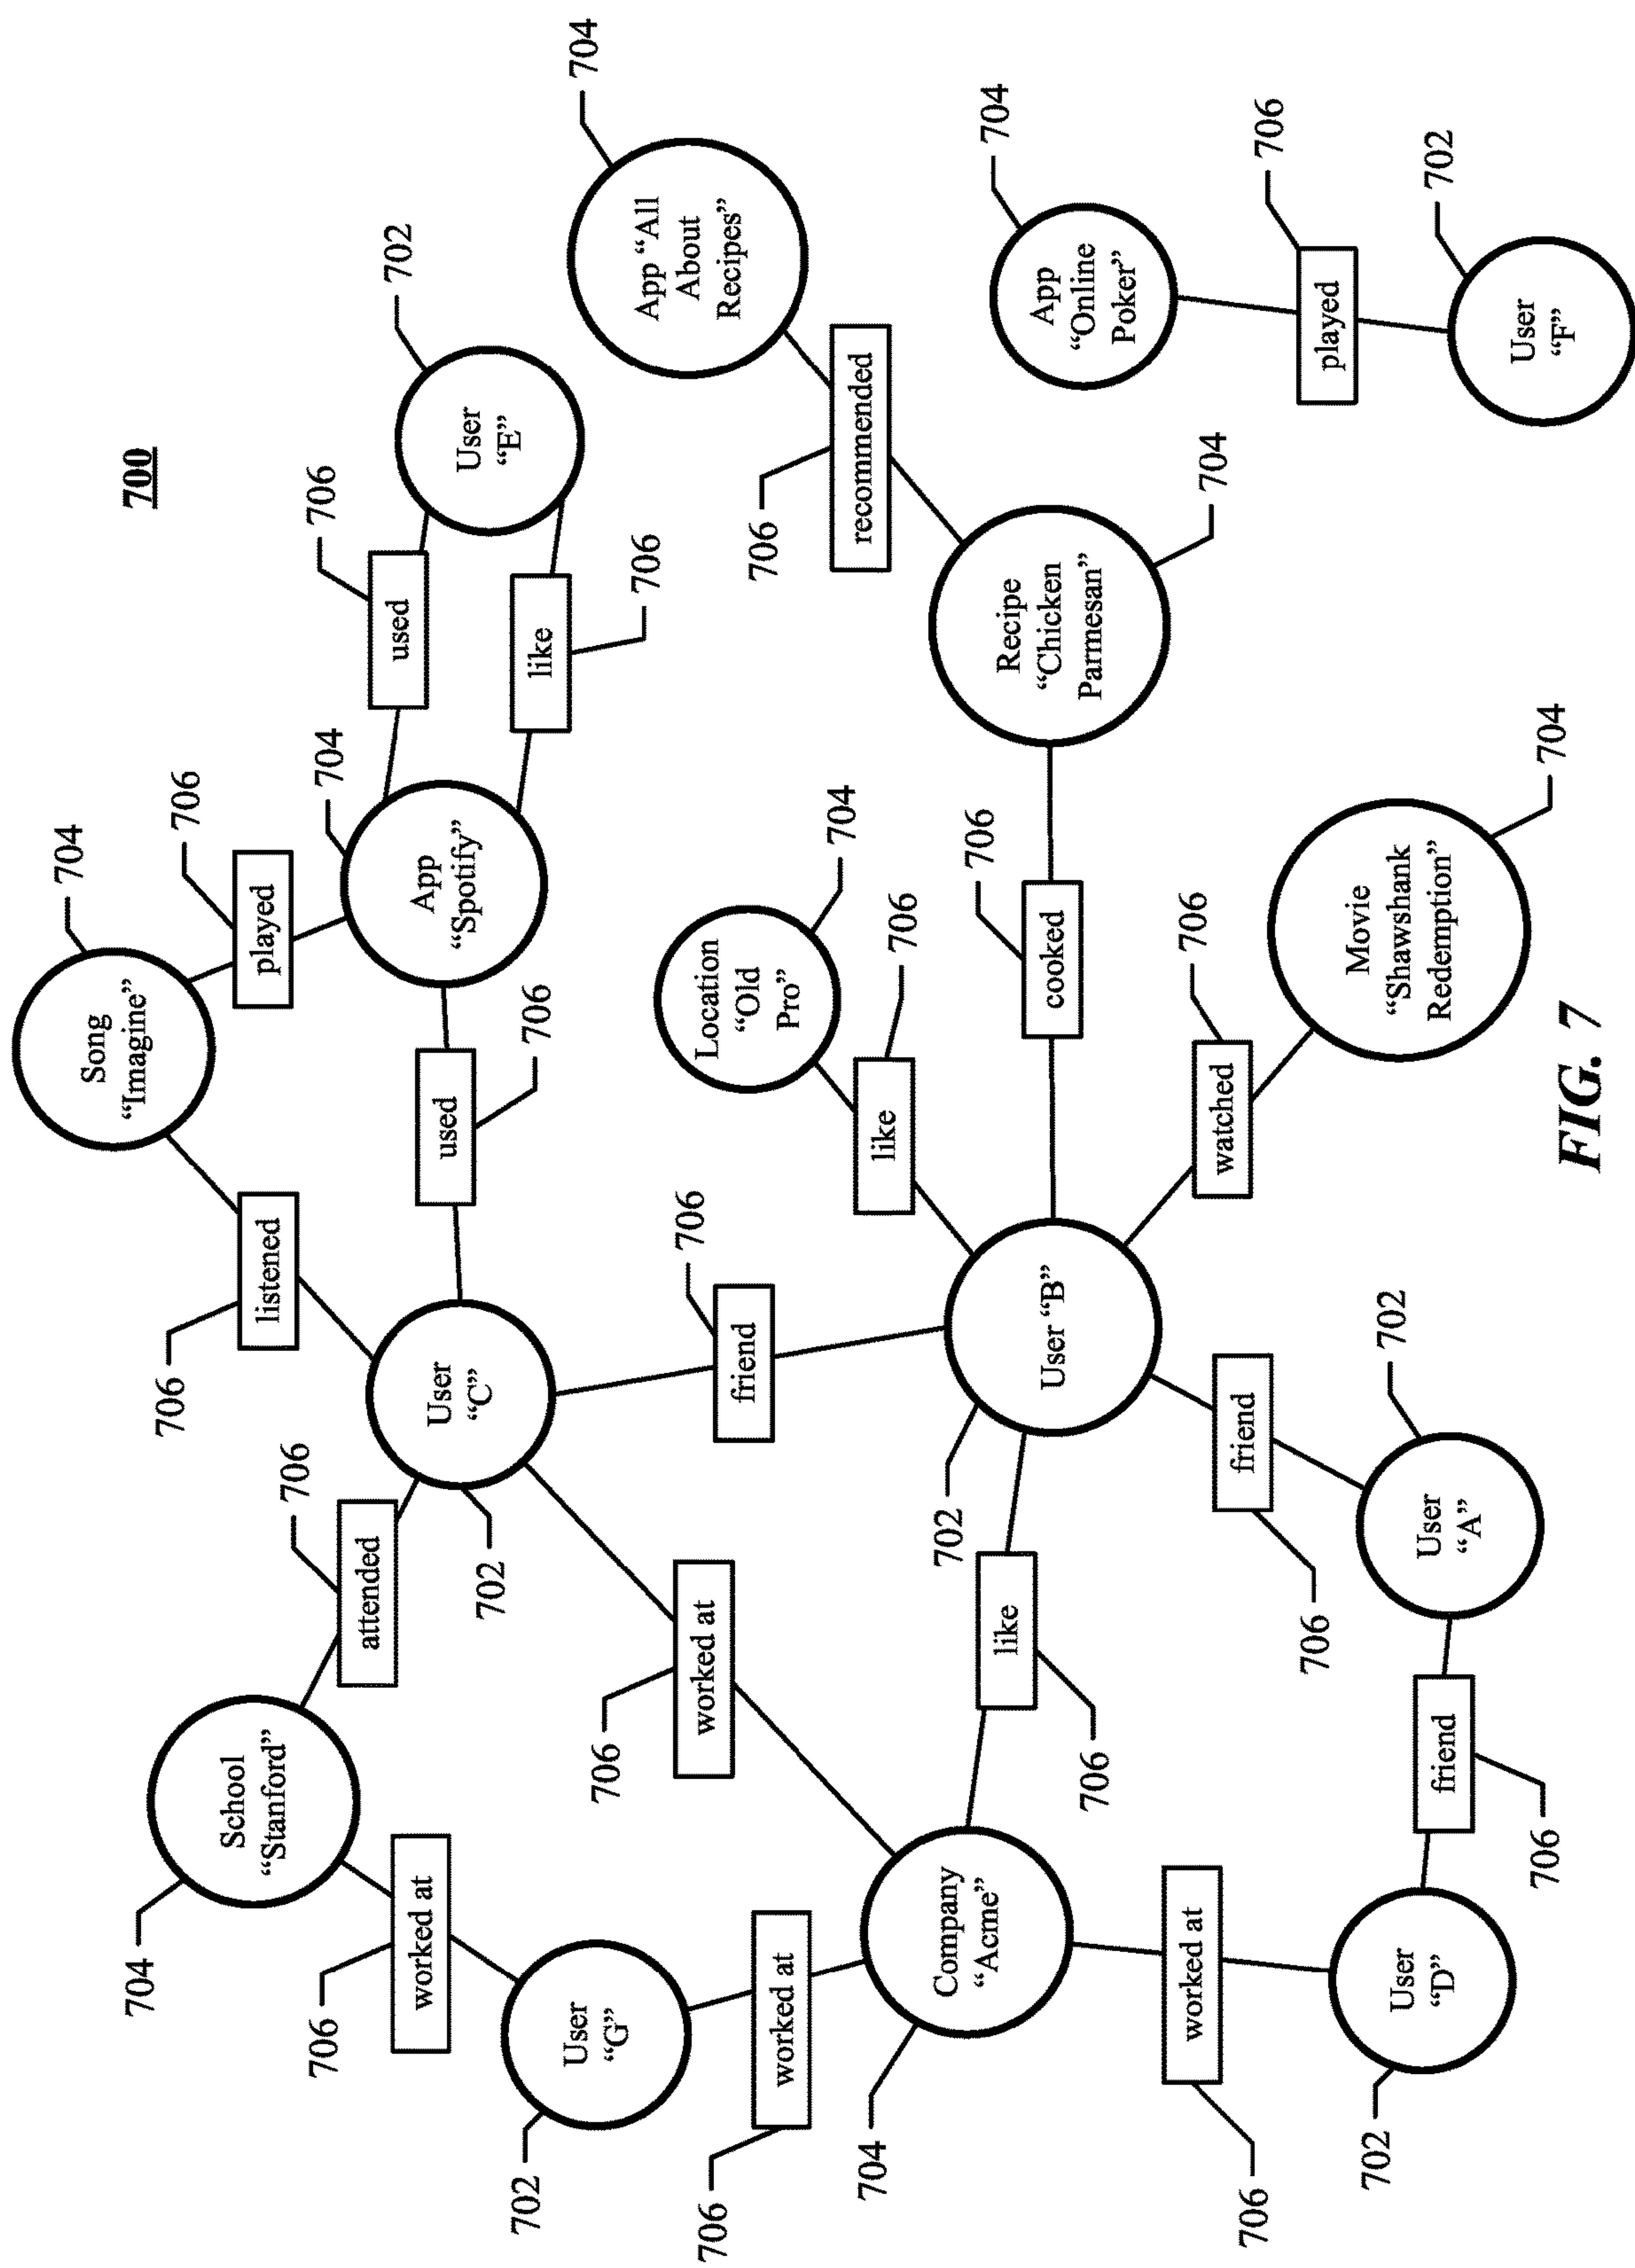 704
Song
“Imagine”
700
704
706
706
School
“Stanford”
played
listened
706
706
706
704
attended
used
702
worked at
App
“Spotify”
used
User
“C”
User
“E”
702
702
706
like
User
“G”
704
706
706
App “All
About
Recipes”
706
worked at
Location
“Old
Pro”
706
friend
706
worked at
704
recommended
704
like
706
Company
“Acme”
702
706
704
like
Recipe
“Chicken
Parmesan”
App
“Online
Poker”
cooked
User “B”
706
worked at
706
704
watched
friend
706
706
706
played
Movie
“Shawshank
Redemption”
702
702
User
“D”
User
“A”
702
friend
User
“F”
706
704
FIG. 7